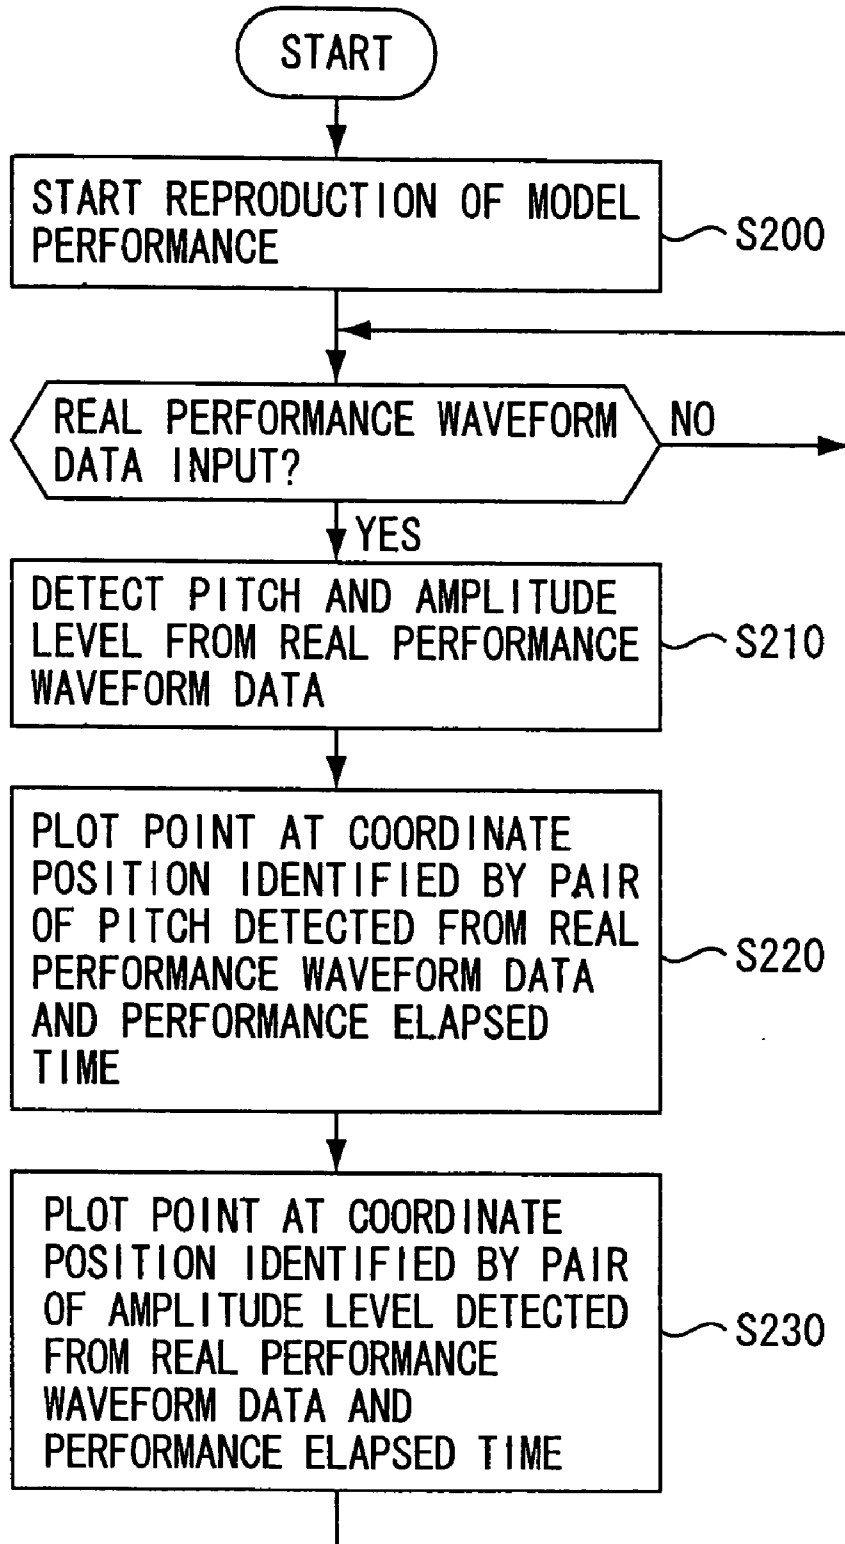 START
START REPRODUCTION OF MODEL
PERFORMANCE
S200
REAL PERFORMANCE WAVEFORM
DATA INPUT?
NO
YES
DETECT PITCH AND AMPLITUDE
LEVEL FROM REAL PERFORMANCE
WAVEFORM DATA
S210
PLOT POINT AT COORDINATE
POSITION IDENTIFIED BY PAIR
OF PITCH DETECTED FROM REAL
PERFORMANCE WAVEFORM DATA
AND PERFORMANCE ELAPSED
TIME
S220
PLOT POINT AT COORDINATE
POSITION IDENTIFIED BY PAIR
OF AMPLITUDE LEVEL DETECTED
FROM REAL PERFORMANCE
WAVEFORM DATA AND
PERFORMANCE ELAPSED TIME
S230